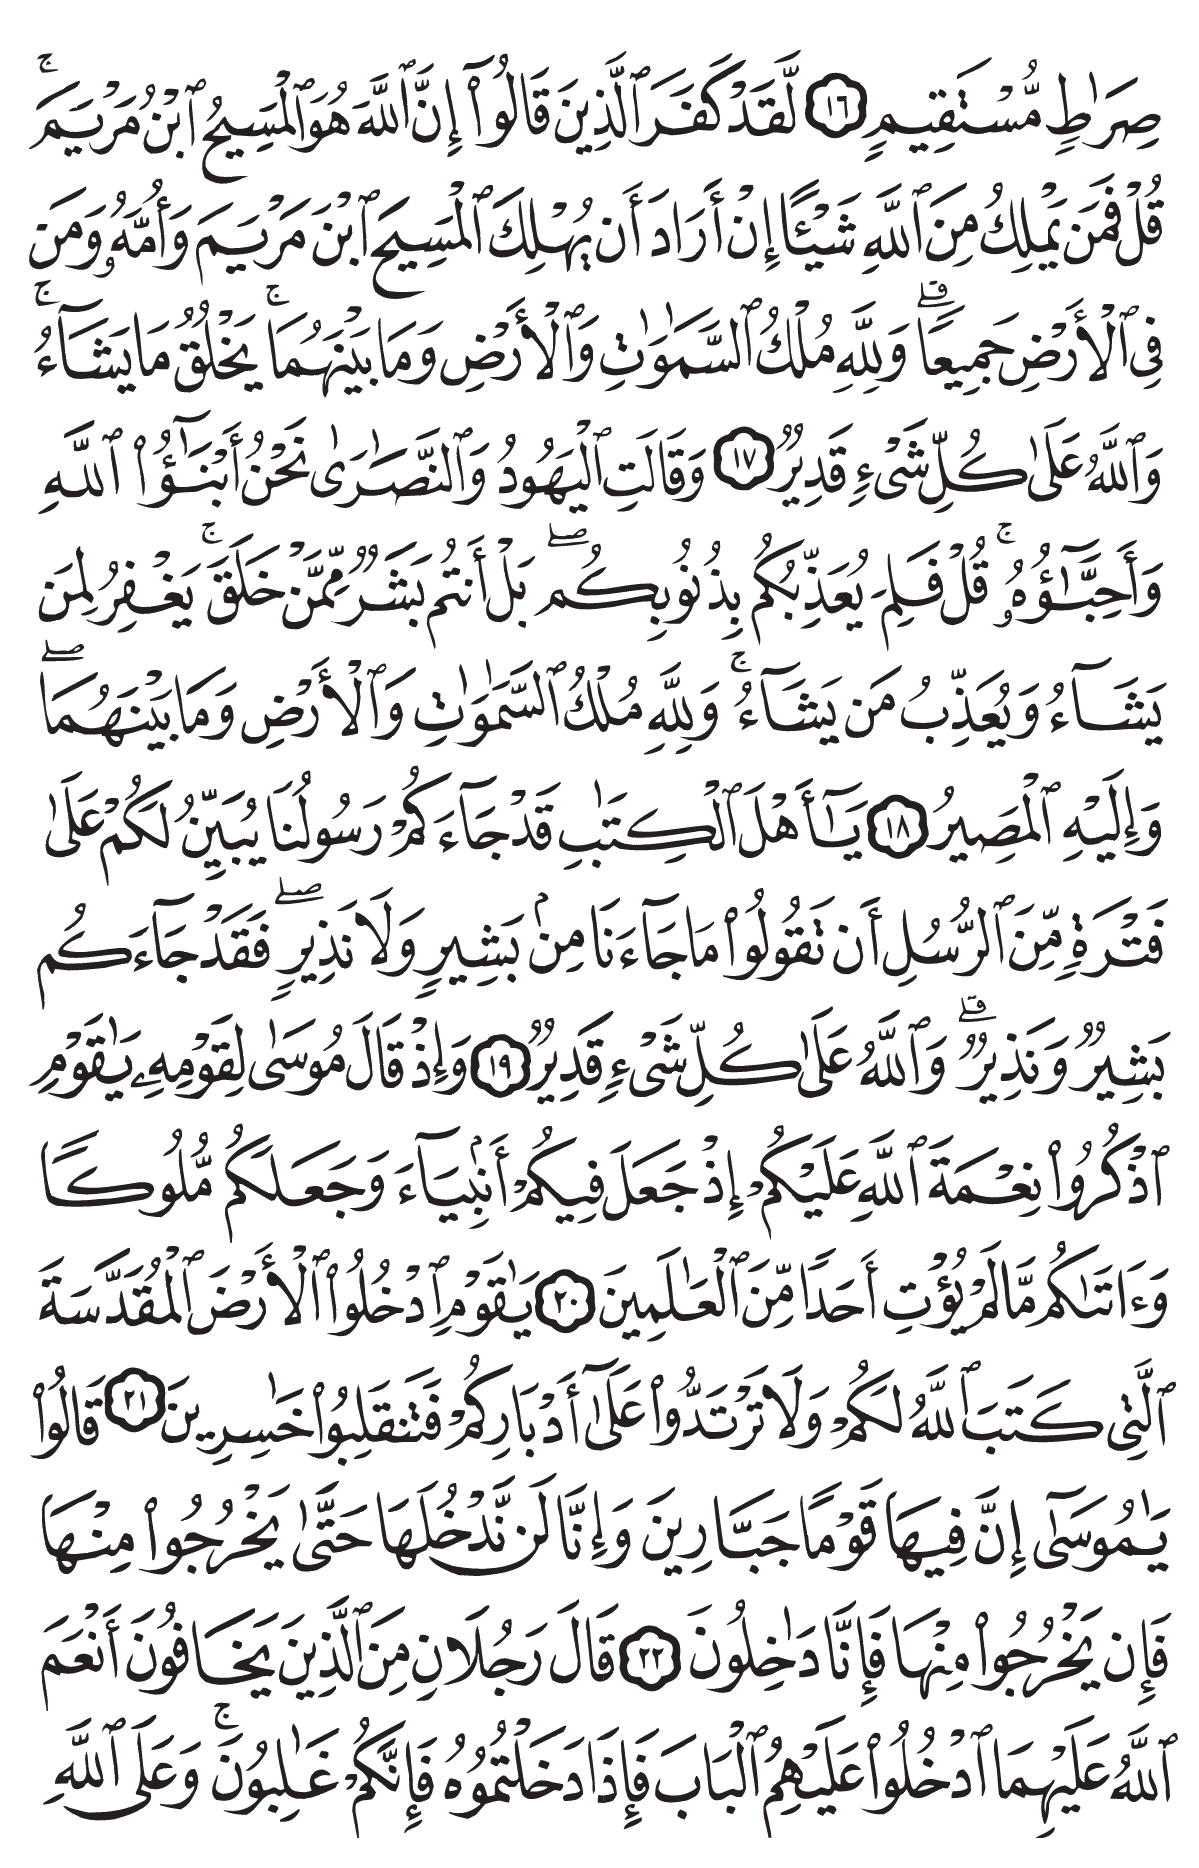 صِرَٰطٍ مُّسْتَقِيمٍ ١٦ لَّقَدْ كَفَرَ ٱلَّذِينَ قَالُوٓا۟ إِنَّ ٱللَّهَ هُوَ ٱلْمَسِيحُ ٱبْنُ مَرْيَمَ ۚ
قُلْ فَمَن يَمْلِكُ مِنَ ٱللَّهِ شَيْـًٔا إِنْ أَرَادَ أَن يُهْلِكَ ٱلْمَسِيحَ ٱبْنَ مَرْيَمَ وَأُمَّهُۥ وَمَن
فِى ٱلْأَرْضِ جَمِيعًا ۗ وَلِلَّهِ مُلْكُ ٱلسَّمَٰوَٰتِ وَٱلْأَرْضِ وَمَا بَيْنَهُمَا ۚ يَخْلُقُ مَا يَشَآءُ ۚ
وَٱللَّهُ عَلَىٰ كُلِّ شَىْءٍ قَدِيرٌ ١٧ وَقَالَتِ ٱلْيَهُودُ وَٱلنَّصَٰرَىٰ نَحْنُ أَبْنَٰٓؤُا۟ ٱللَّهِ
وَأَحِبَّٰٓؤُهُۥ ۚ قُلْ فَلِمَ يُعَذِّبُكُم بِذُنُوبِكُم ۖ بَلْ أَنتُم بَشَرٌ مِّمَّنْ خَلَقَ ۚ يَغْفِرُ لِمَن
يَشَآءُ وَيُعَذِّبُ مَن يَشَآءُ ۚ وَلِلَّهِ مُلْكُ ٱلسَّمَٰوَٰتِ وَٱلْأَرْضِ وَمَا بَيْنَهُمَا ۖ
وَإِلَيْهِ ٱلْمَصِيرُ ١٨ يَٰٓأَهْلَ ٱلْكِتَٰبِ قَدْ جَآءَكُمْ رَسُولُنَا يُبَيِّنُ لَكُمْ عَلَىٰ
فَتْرَةٍ مِّنَ ٱلرُّسُلِ أَن تَقُولُوا۟ مَا جَآءَنَا مِنۢ بَشِيرٍ وَلَا نَذِيرٍ ۖ فَقَدْ جَآءَكُم
بَشِيرٌ وَنَذِيرٌ ۗ وَٱللَّهُ عَلَىٰ كُلِّ شَىْءٍ قَدِيرٌ ١٩ وَإِذْ قَالَ مُوسَىٰ لِقَوْمِهِۦ يَٰقَوْمِ
ٱذْكُرُوا۟ نِعْمَةَ ٱللَّهِ عَلَيْكُمْ إِذْ جَعَلَ فِيكُمْ أَنۢبِيَآءَ وَجَعَلَكُم مُّلُوكًا
وَءَاتَىٰكُم مَّا لَمْ يُؤْتِ أَحَدًا مِّنَ ٱلْعَٰلَمِينَ ٢٠ يَٰقَوْمِ ٱدْخُلُوا۟ ٱلْأَرْضَ ٱلْمُقَدَّسَةَ
ٱلَّتِى كَتَبَ ٱللَّهُ لَكُمْ وَلَا تَرْتَدُّوا۟ عَلَىٰٓ أَدْبَارِكُمْ فَتَنقَلِبُوا۟ خَٰسِرِينَ ٢١ قَالُوا۟
يَٰمُوسَىٰٓ إِنَّ فِيهَا قَوْمًا جَبَّارِينَ وَإِنَّا لَن نَّدْخُلَهَا حَتَّىٰ يَخْرُجُوا۟ مِنْهَا
فَإِن يَخْرُجُوا۟ مِنْهَا فَإِنَّا دَٰخِلُونَ ٢٢ قَالَ رَجُلَانِ مِنَ ٱلَّذِينَ يَخَافُونَ أَنْعَمَ
ٱللَّهُ عَلَيْهِمَا ٱدْخُلُوا۟ عَلَيْهِمُ ٱلْبَابَ فَإِذَا دَخَلْتُمُوهُ فَإِنَّكُمْ غَٰلِبُونَ ۚ وَعَلَى ٱللَّهِ